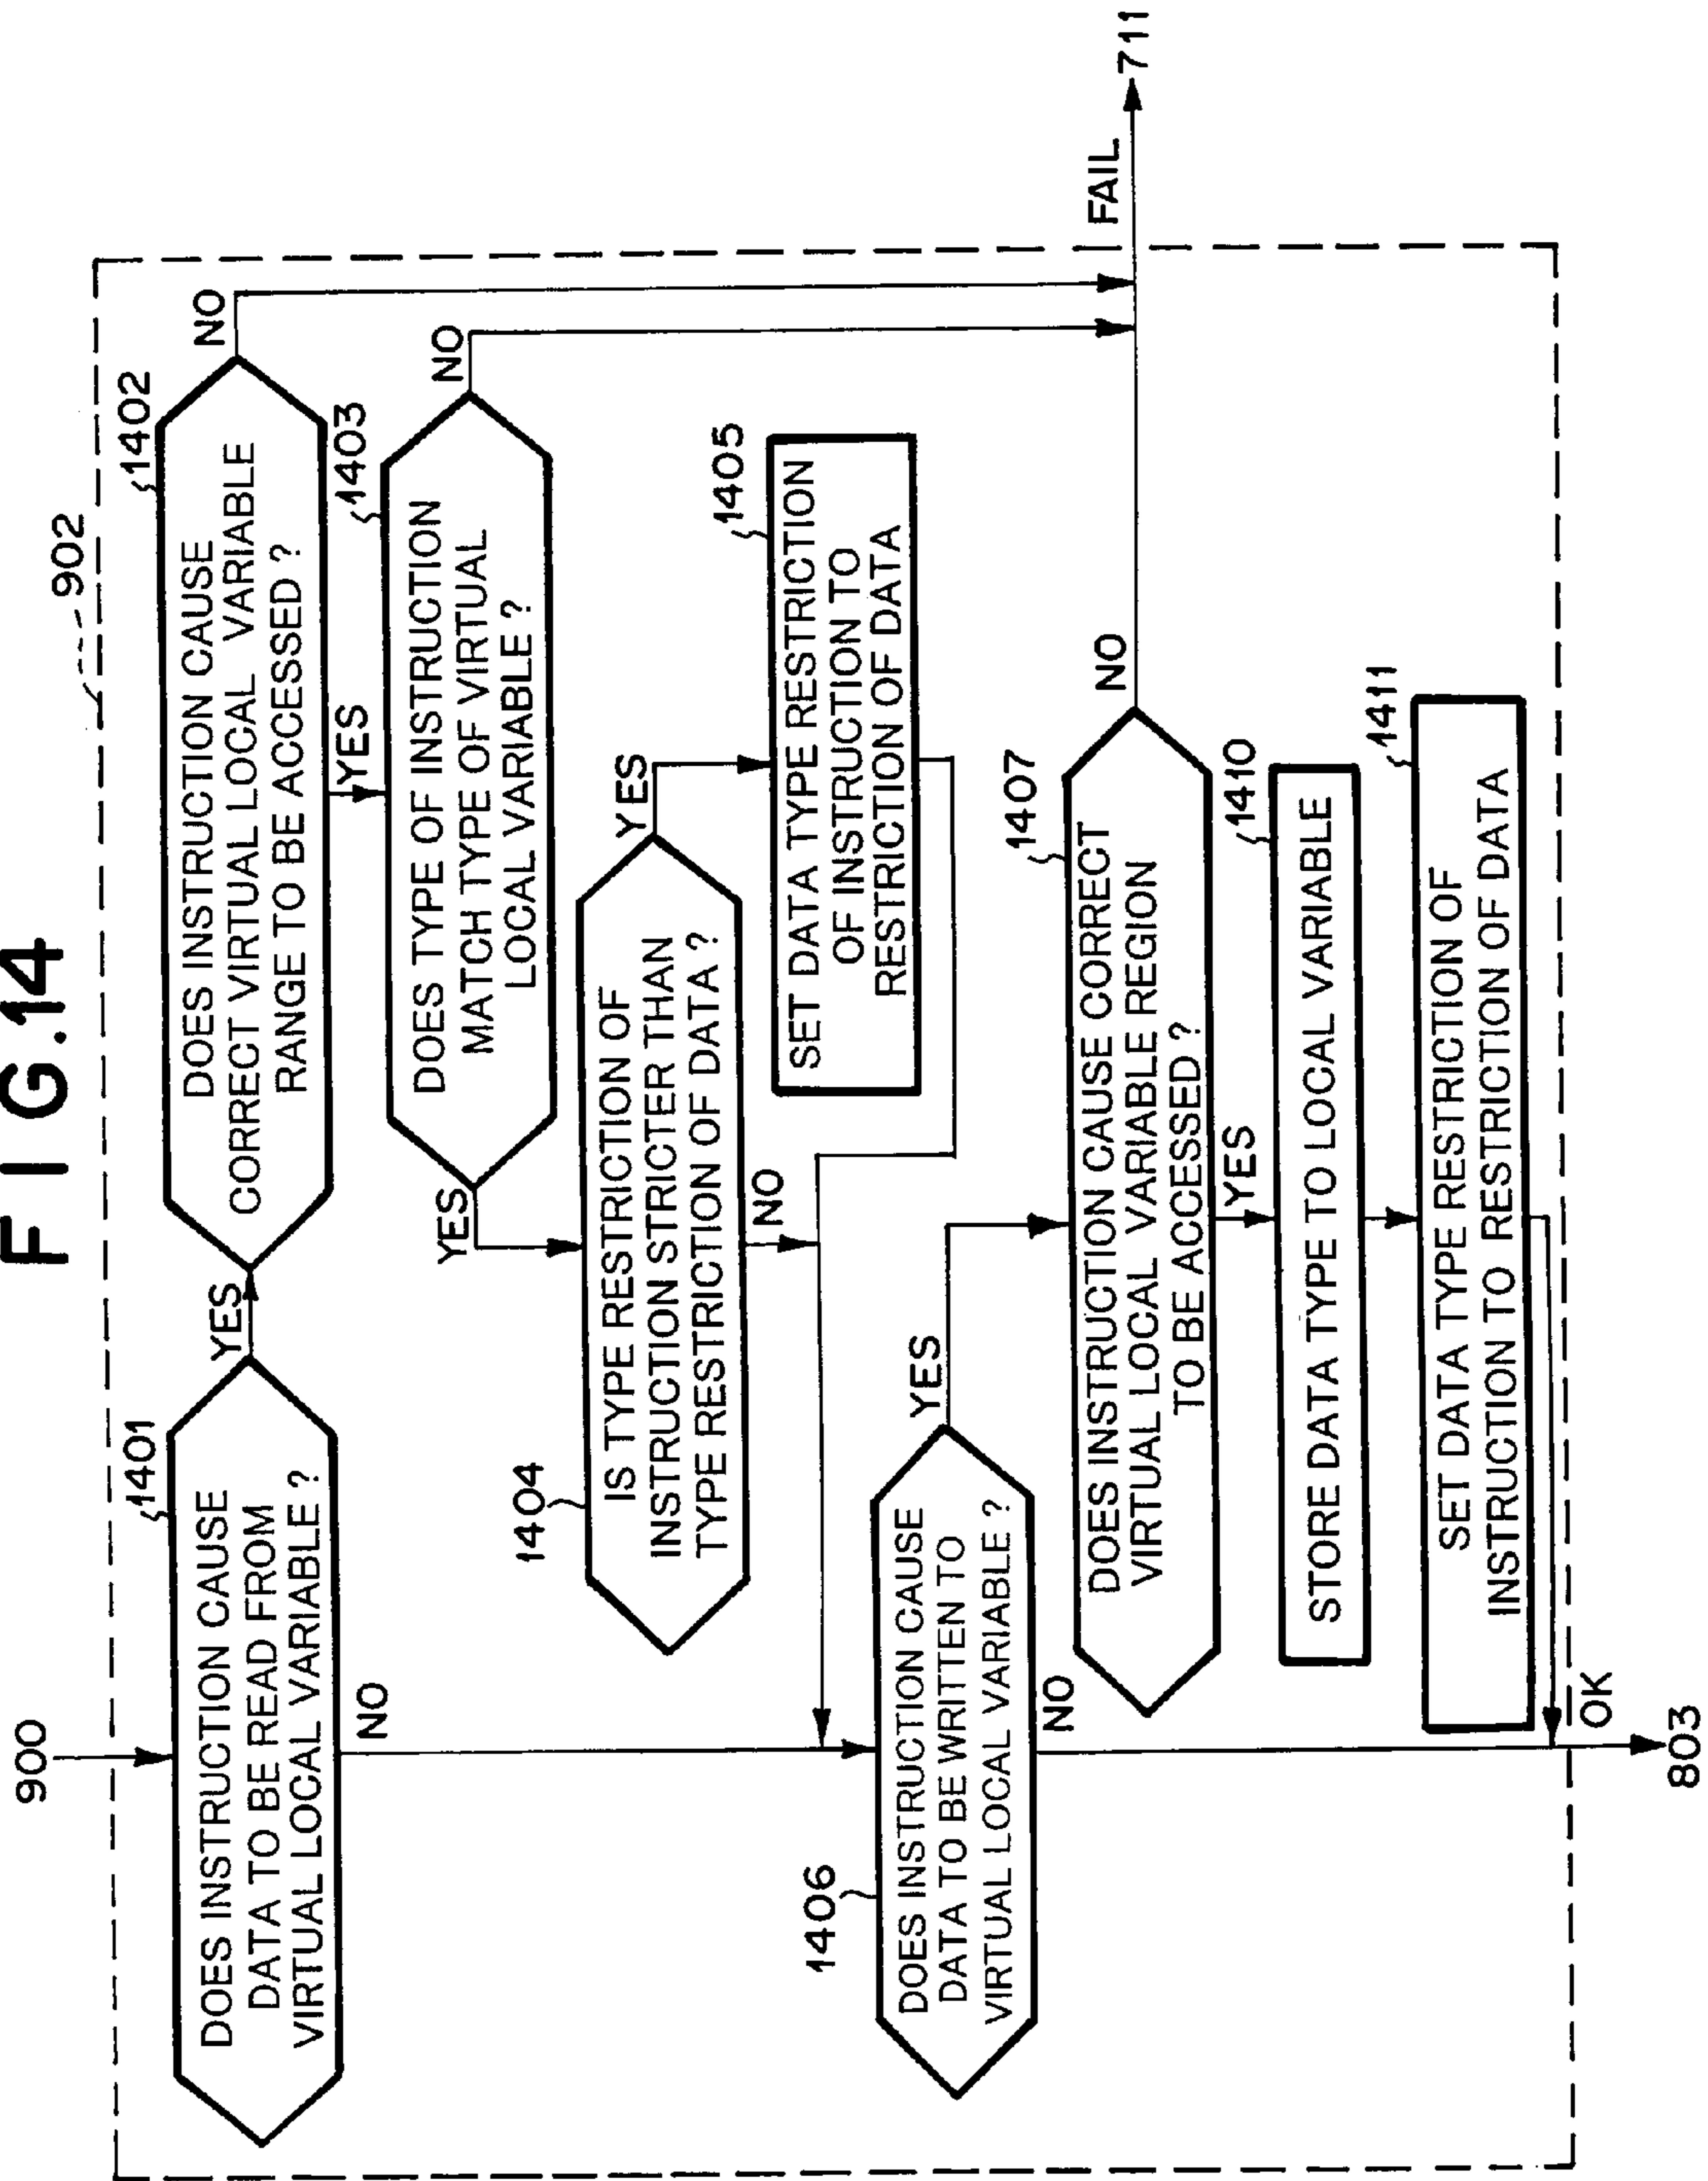 FIG.14
900
902
1401
DOES INSTRUCTION CAUSE
DATA TO BE READ FROM
VIRTUAL LOCAL VARIABLE ?
YES
NO
1402
DOES INSTRUCTION CAUSE
CORRECT VIRTUAL LOCAL VARIABLE
RANGE TO BE ACCESSED ?
NO
YES
1403
DOES TYPE OF INSTRUCTION
MATCH TYPE OF VIRTUAL
LOCAL VARIABLE ?
NO
YES
1404
IS TYPE RESTRICTION OF
INSTRUCTION STRICTER THAN
TYPE RESTRICTION OF DATA ?
YES
NO
1405
SET DATA TYPE RESTRICTION
OF INSTRUCTION TO
RESTRICTION OF DATA
1406
DOES INSTRUCTION CAUSE
DATA TO BE WRITTEN TO
VIRTUAL LOCAL VARIABLE ?
YES
NO
1407
DOES INSTRUCTION CAUSE CORRECT
VIRTUAL LOCAL VARIABLE REGION
TO BE ACCESSED ?
NO
FAIL
711
YES
1410
STORE DATA TYPE TO LOCAL VARIABLE
1411
SET DATA TYPE RESTRICTION OF
INSTRUCTION TO RESTRICTION OF DATA
OK
803